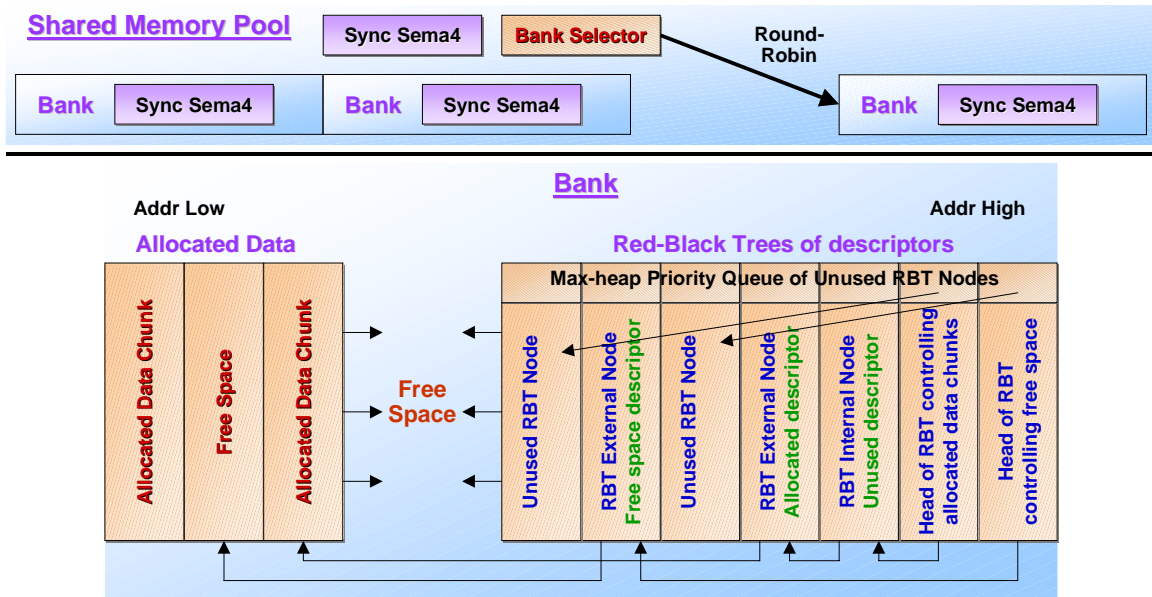 Shared Memory Pool
Sync Sema4
Bank Selector
Round-
Robin
Bank
Sync Sema4
Bank
Sync Sema4
Bank
Sync Sema4
Bank
Addr Low
Addr High
Allocated Data
Red-Black Trees of descriptors
Max-heap Priority Queue of Unused RBT Nodes
Allocated Data Chunk
Free Space
Allocated Data Chunk
Free
Space
Unused RBT Node
RBT External Node
Free space descriptor
Unused RBT Node
RBT External Node
Allocated descriptor
RBT Internal Node
Unused descriptor
Head of RBT controlling
allocated data chunks
Head of RBT
controlling free space